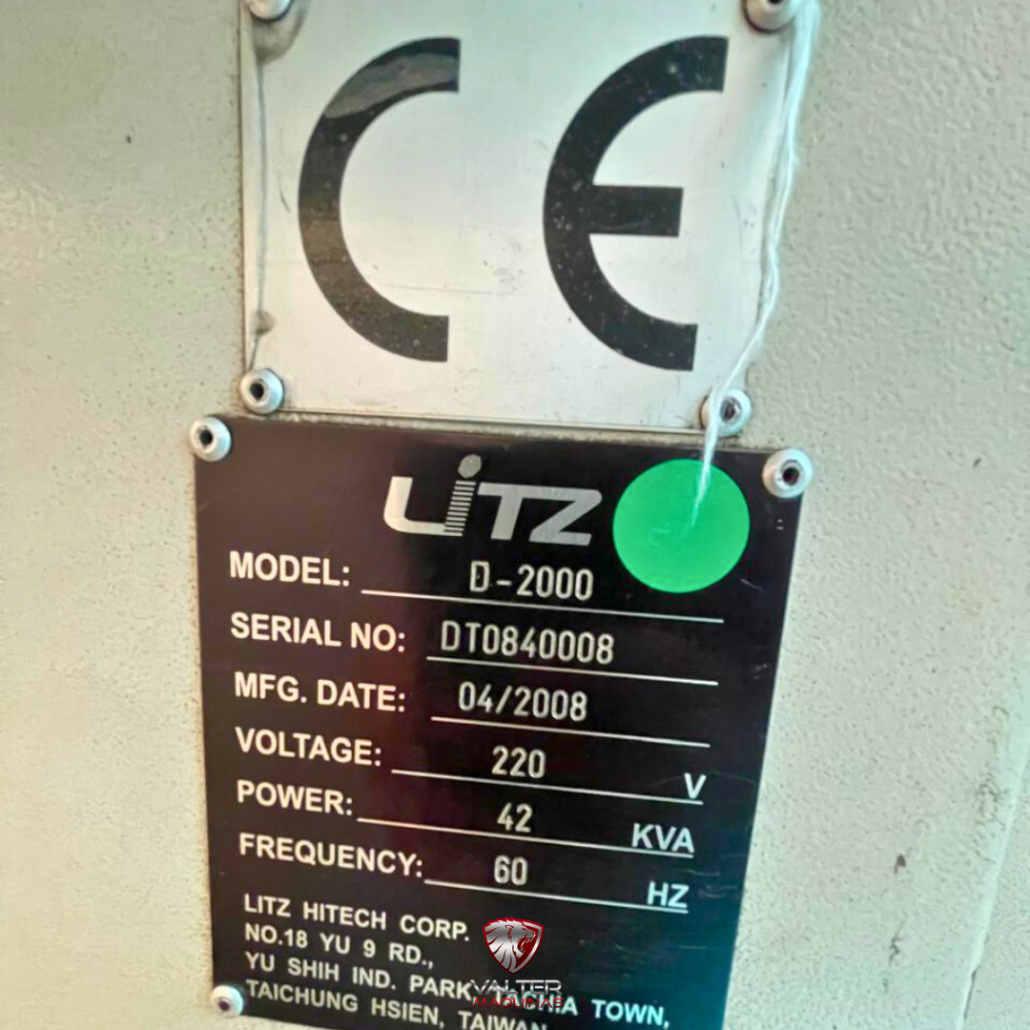 CE
LiTZ
MODEL: D-2000
SERIAL NO: DT0840008
MFG. DATE: 04/2008
VOLTAGE: 220 V
POWER: 42 KVA
FREQUENCY: 60 HZ
LITZ HITECH CORP.
NO.18 YU 9 RD.,
YU SHIH IND. PARK, TOWN,
TAICHUNG HSIEN, TAIWAN
VALTER
MÁQUINAS